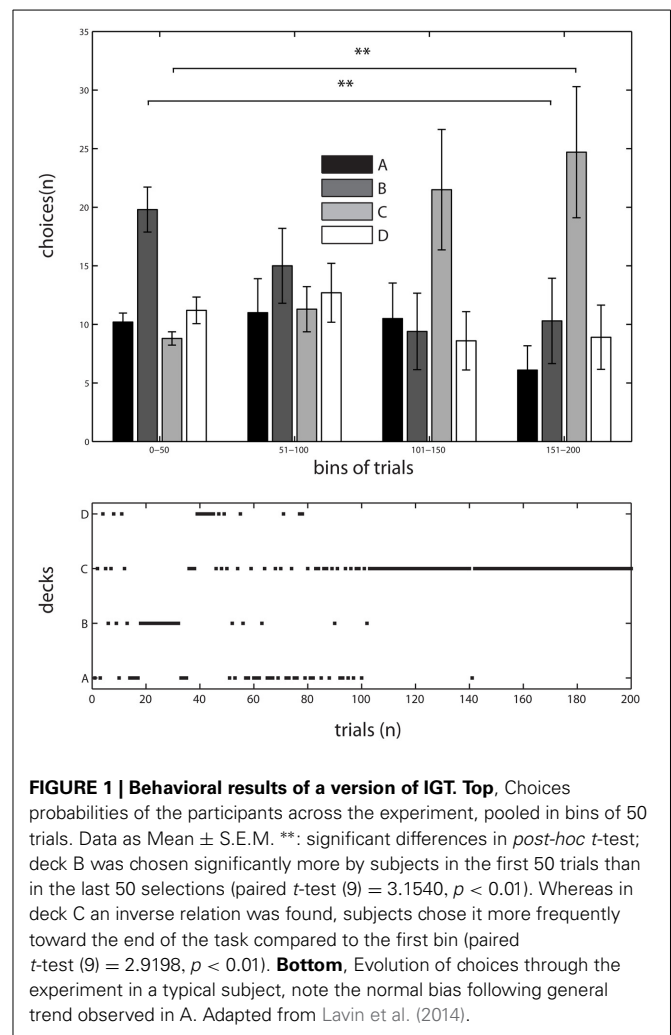 35
30
25
20
15
10
5
0
choices(n)
**
**
A
B
C
D
0–50 51–100 101–150 151–200
bins of trials
D
C
B
A
decks
0 20 40 60 80 100 120 140 160 180 200
trials (n)
FIGURE 1 | Behavioral results of a version of IGT. Top, Choices
probabilities of the participants across the experiment, pooled in bins of 50
trials. Data as Mean ± S.E.M. **: significant differences in post-hoc t-test;
deck B was chosen significantly more by subjects in the first 50 trials than
in the last 50 selections (paired t-test (9) = 3.1540, p < 0.01). Whereas in
deck C an inverse relation was found, subjects chose it more frequently
toward the end of the task compared to the first bin (paired
t-test (9) = 2.9198, p < 0.01). Bottom, Evolution of choices through the
experiment in a typical subject, note the normal bias following general
trend observed in A. Adapted from Lavin et al. (2014).